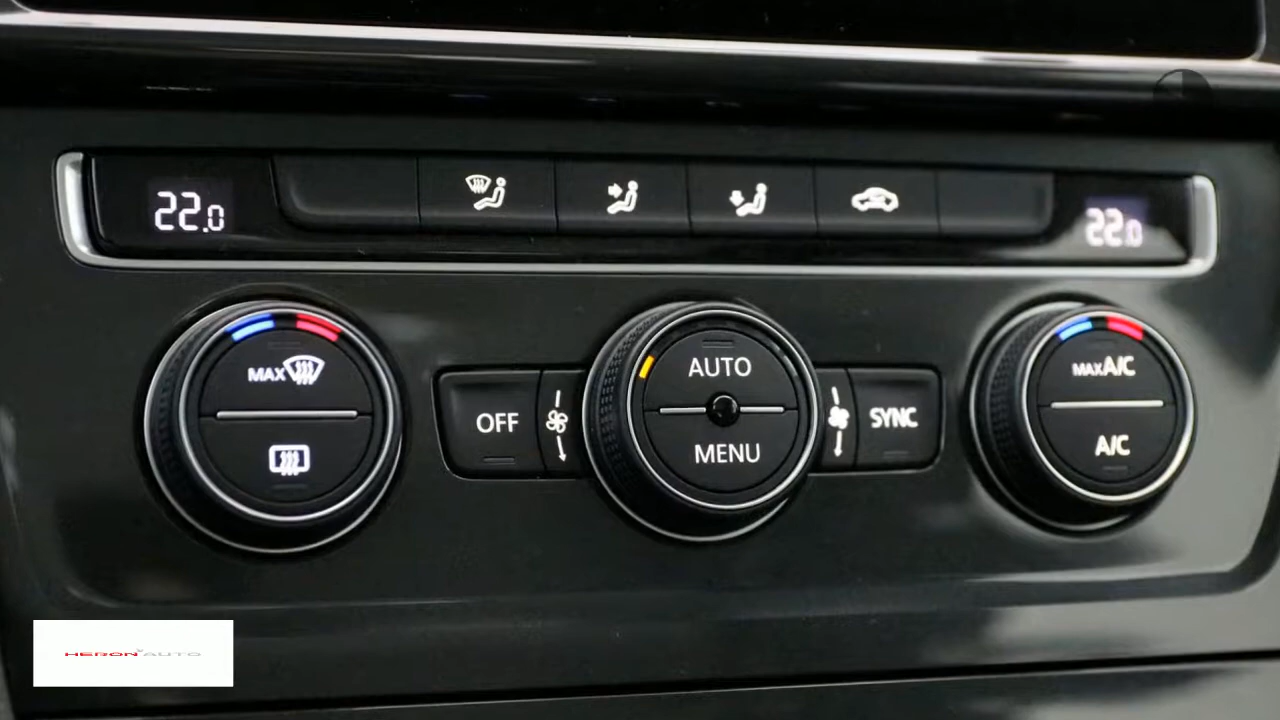 22.0
22.0
MAX
AUTO
MAX A/C
OFF
SYNC
MENU
A/C
HERON AUTO